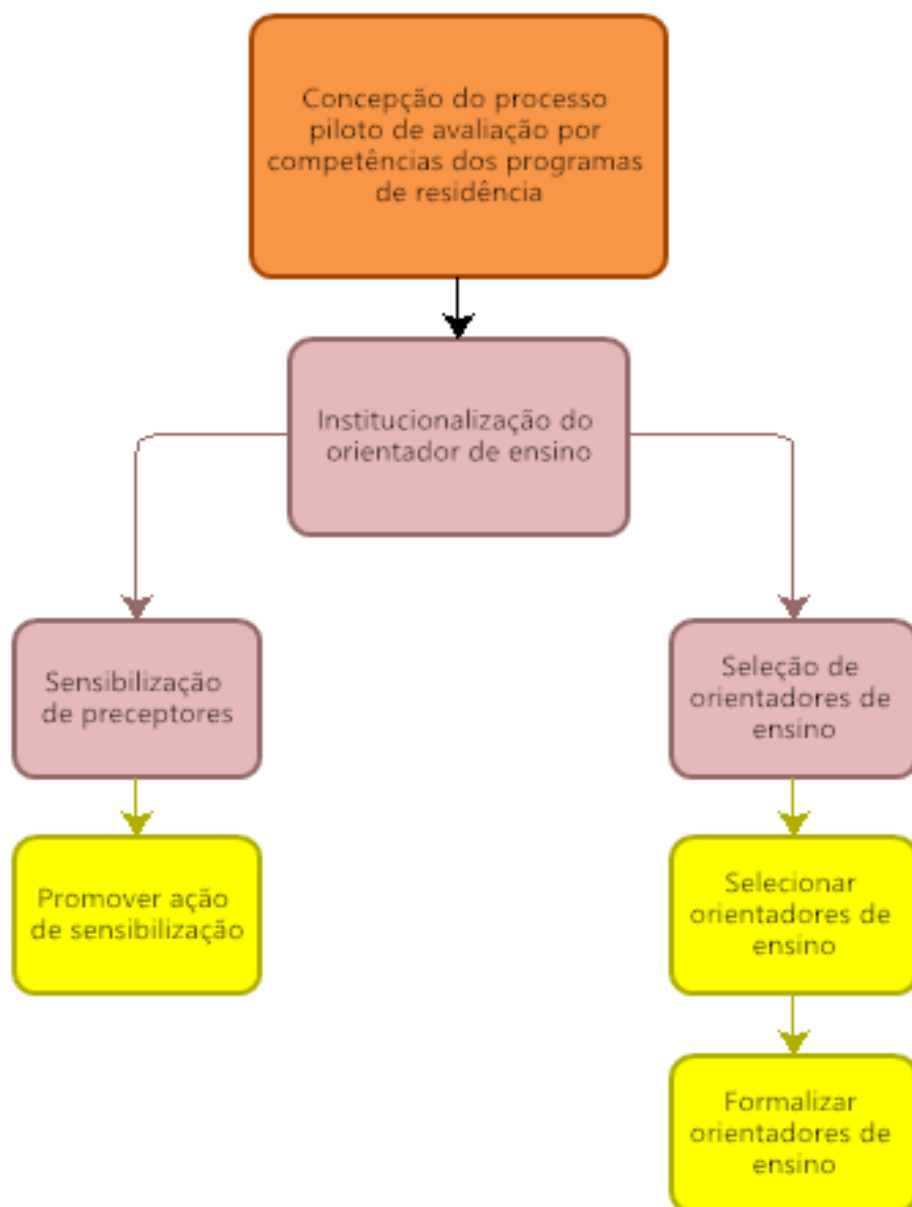 Concepção do processo
piloto de avaliação por
competências dos programas
de residência
Institucionalização do
orientador de ensino
Sensibilização
de preceptores
Seleção de
orientadores de
ensino
Promover ação
de sensibilização
Selecionar
orientadores de
ensino
Formalizar
orientadores de
ensino